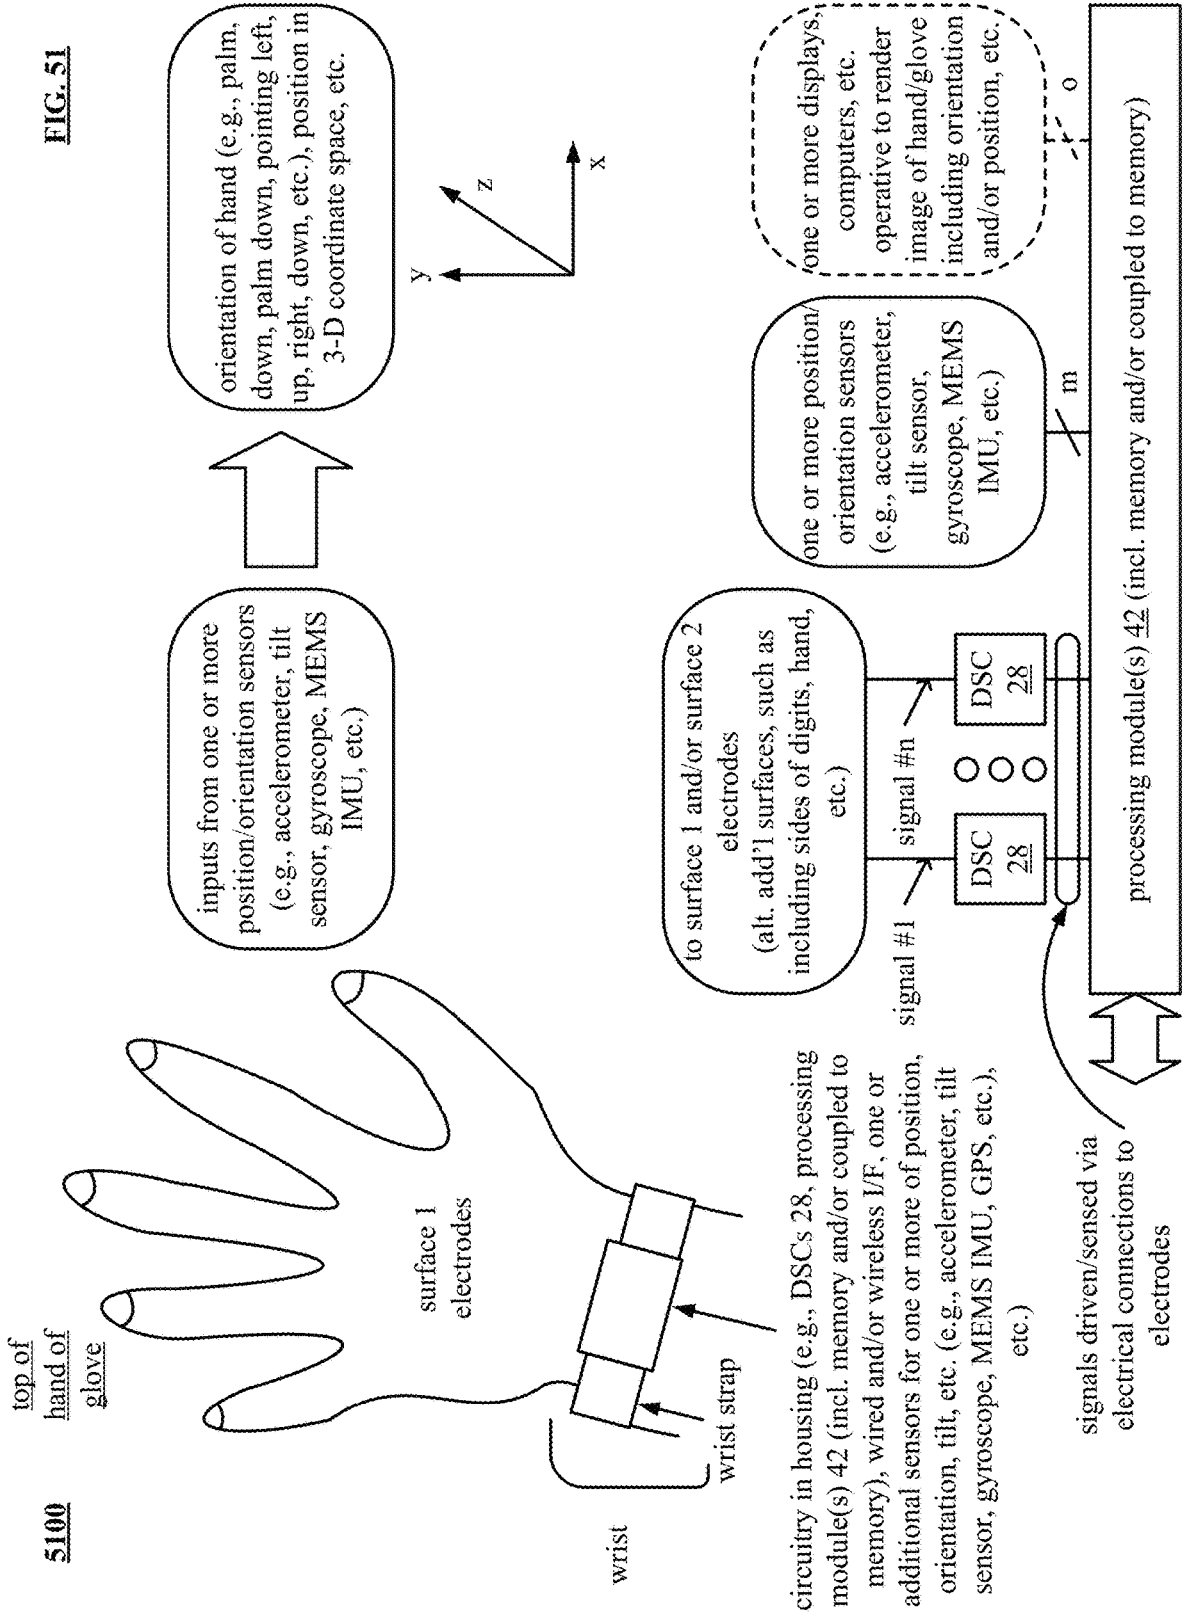 5100
FIG. 51
top of
hand of
glove
surface 1
electrodes
wrist
wrist strap
inputs from one or more
position/orientation sensors
(e.g., accelerometer, tilt
sensor, gyroscope, MEMS
IMU, etc.)
orientation of hand (e.g., palm,
down, palm down, pointing left,
up, right, down, etc.), position in
3-D coordinate space, etc.
y
z
x
circuitry in housing (e.g., DSCs 28, processing
module(s) 42 (incl. memory and/or coupled to
memory), wired and/or wireless I/F, one or
additional sensors for one or more of position,
orientation, tilt, etc. (e.g., accelerometer, tilt
sensor, gyroscope, MEMS IMU, GPS, etc.),
etc.)
signals driven/sensed via
electrical connections to
electrodes
to surface 1 and/or surface 2
electrodes
(alt. add'l surfaces, such as
including sides of digits, hand,
etc.)
signal #1
signal #n
DSC
28
DSC
28
one or more position/
orientation sensors
(e.g., accelerometer,
tilt sensor,
gyroscope, MEMS
IMU, etc.)
m
one or more displays,
computers, etc.
operative to render
image of hand/glove
including orientation
and/or position, etc.
o
processing module(s) 42 (incl. memory and/or coupled to memory)